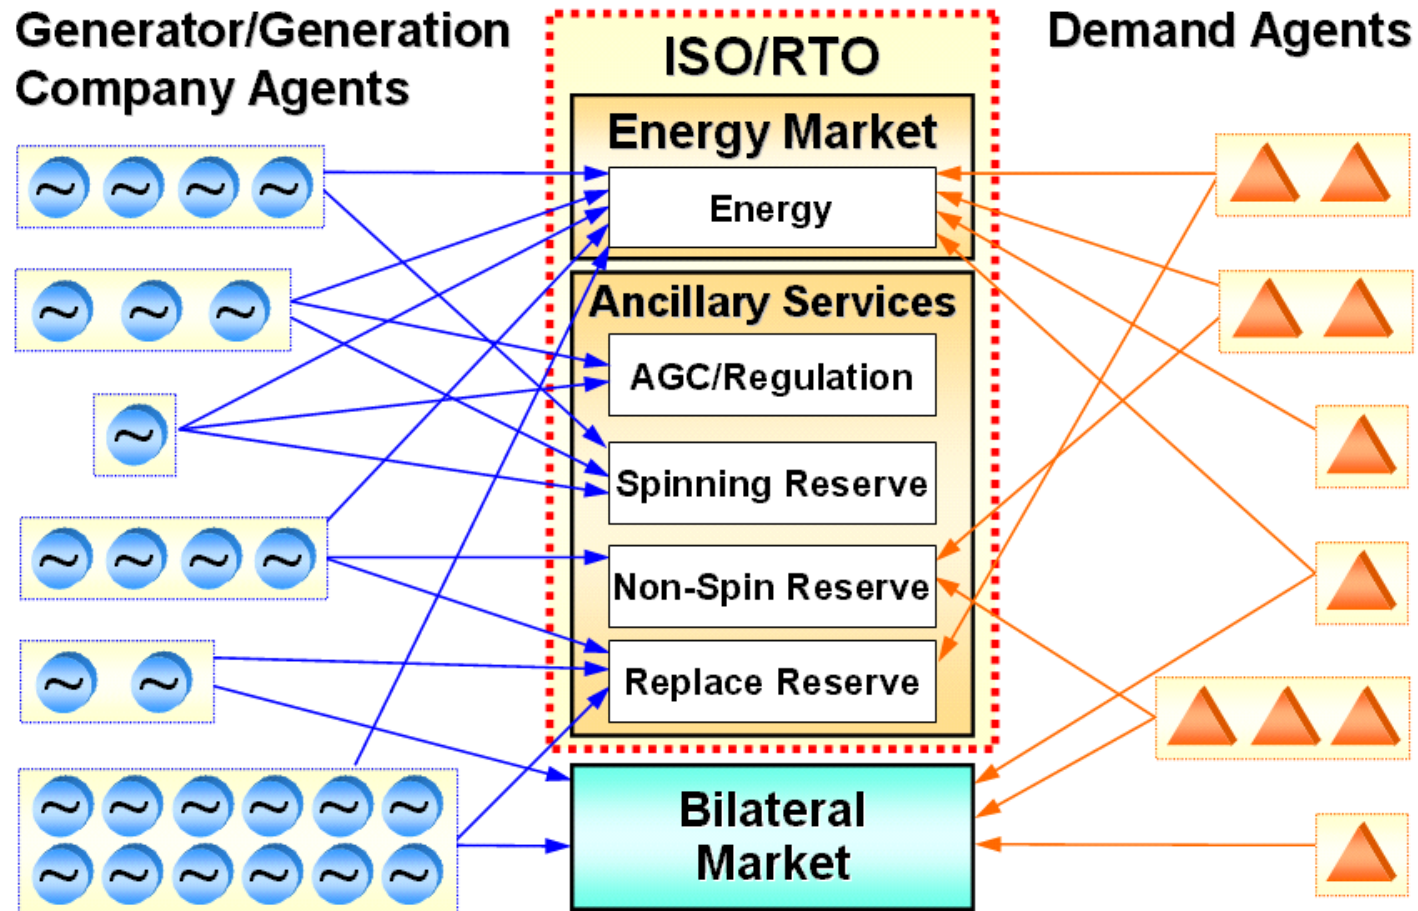 Generator/Generation
Company Agents
ISO/RTO
Demand Agents
Energy Market
Energy
Ancillary Services
AGC/Regulation
Spinning Reserve
Non-Spin Reserve
Replace Reserve
Bilateral
Market